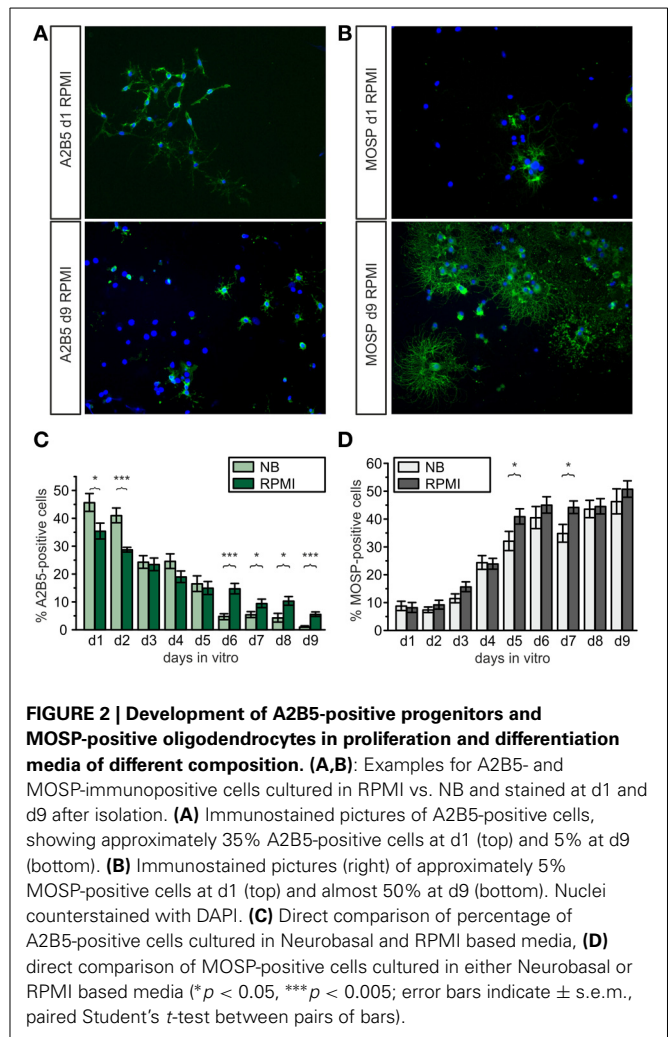 A
B
A2B5 d1 RPMI
MOSP d1 RPMI
A2B5 d9 RPMI
MOSP d9 RPMI
C
NB
RPMI
% A2B5-positive cells
50
40
30
20
10
0
* *** *** * * ***
d1 d2 d3 d4 d5 d6 d7 d8 d9
days in vitro
D
NB
RPMI
% MOSP-positive cells
60
50
40
30
20
10
0
* *
d1 d2 d3 d4 d5 d6 d7 d8 d9
days in vitro
FIGURE 2 | Development of A2B5-positive progenitors and
MOSP-positive oligodendrocytes in proliferation and differentiation
media of different composition. (A,B): Examples for A2B5- and
MOSP-immunopositive cells cultured in RPMI vs. NB and stained at d1 and
d9 after isolation. (A) Immunostained pictures of A2B5-positive cells,
showing approximately 35% A2B5-positive cells at d1 (top) and 5% at d9
(bottom). (B) Immunostained pictures (right) of approximately 5%
MOSP-positive cells at d1 (top) and almost 50% at d9 (bottom). Nuclei
counterstained with DAPI. (C) Direct comparison of percentage of
A2B5-positive cells cultured in Neurobasal and RPMI based media, (D)
direct comparison of MOSP-positive cells cultured in either Neurobasal or
RPMI based media (*p < 0.05, ***p < 0.005; error bars indicate ± s.e.m.,
paired Student's t-test between pairs of bars).